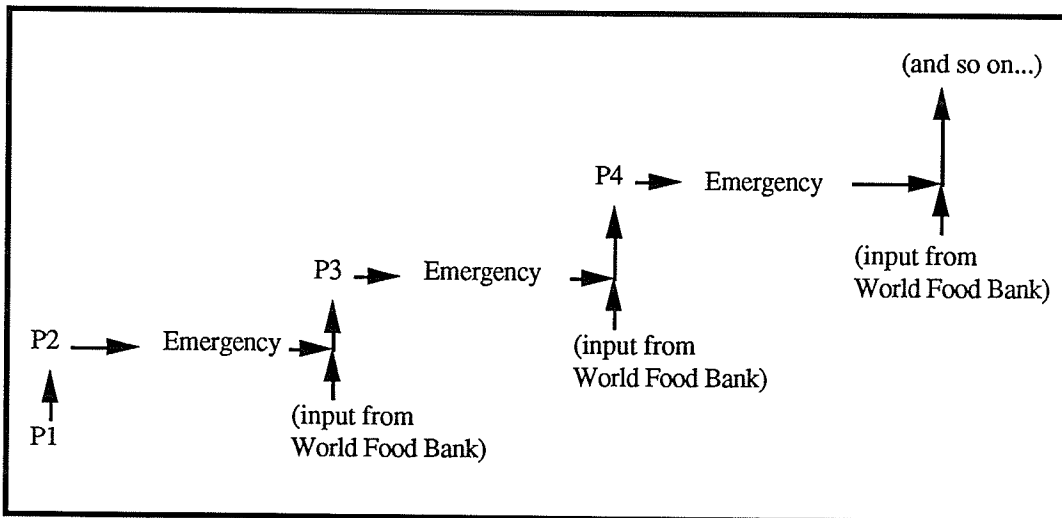 (and so on...)
P4 Emergency
(input from
World Food Bank)
P3 Emergency
(input from
World Food Bank)
P2 Emergency
(input from
World Food Bank)
P1